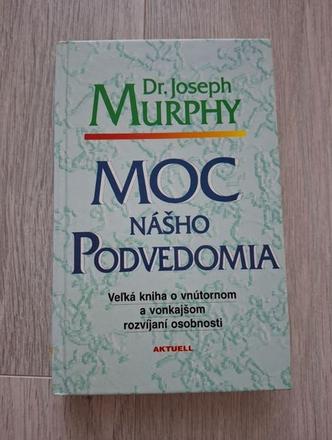 Dr. Joseph
MURPHY
MOC
NÁŠHO
PODVEDOMIA
Veľká kniha o vnútornom
a vonkajšom
rozvíjaní osobnosti
AKTUELL